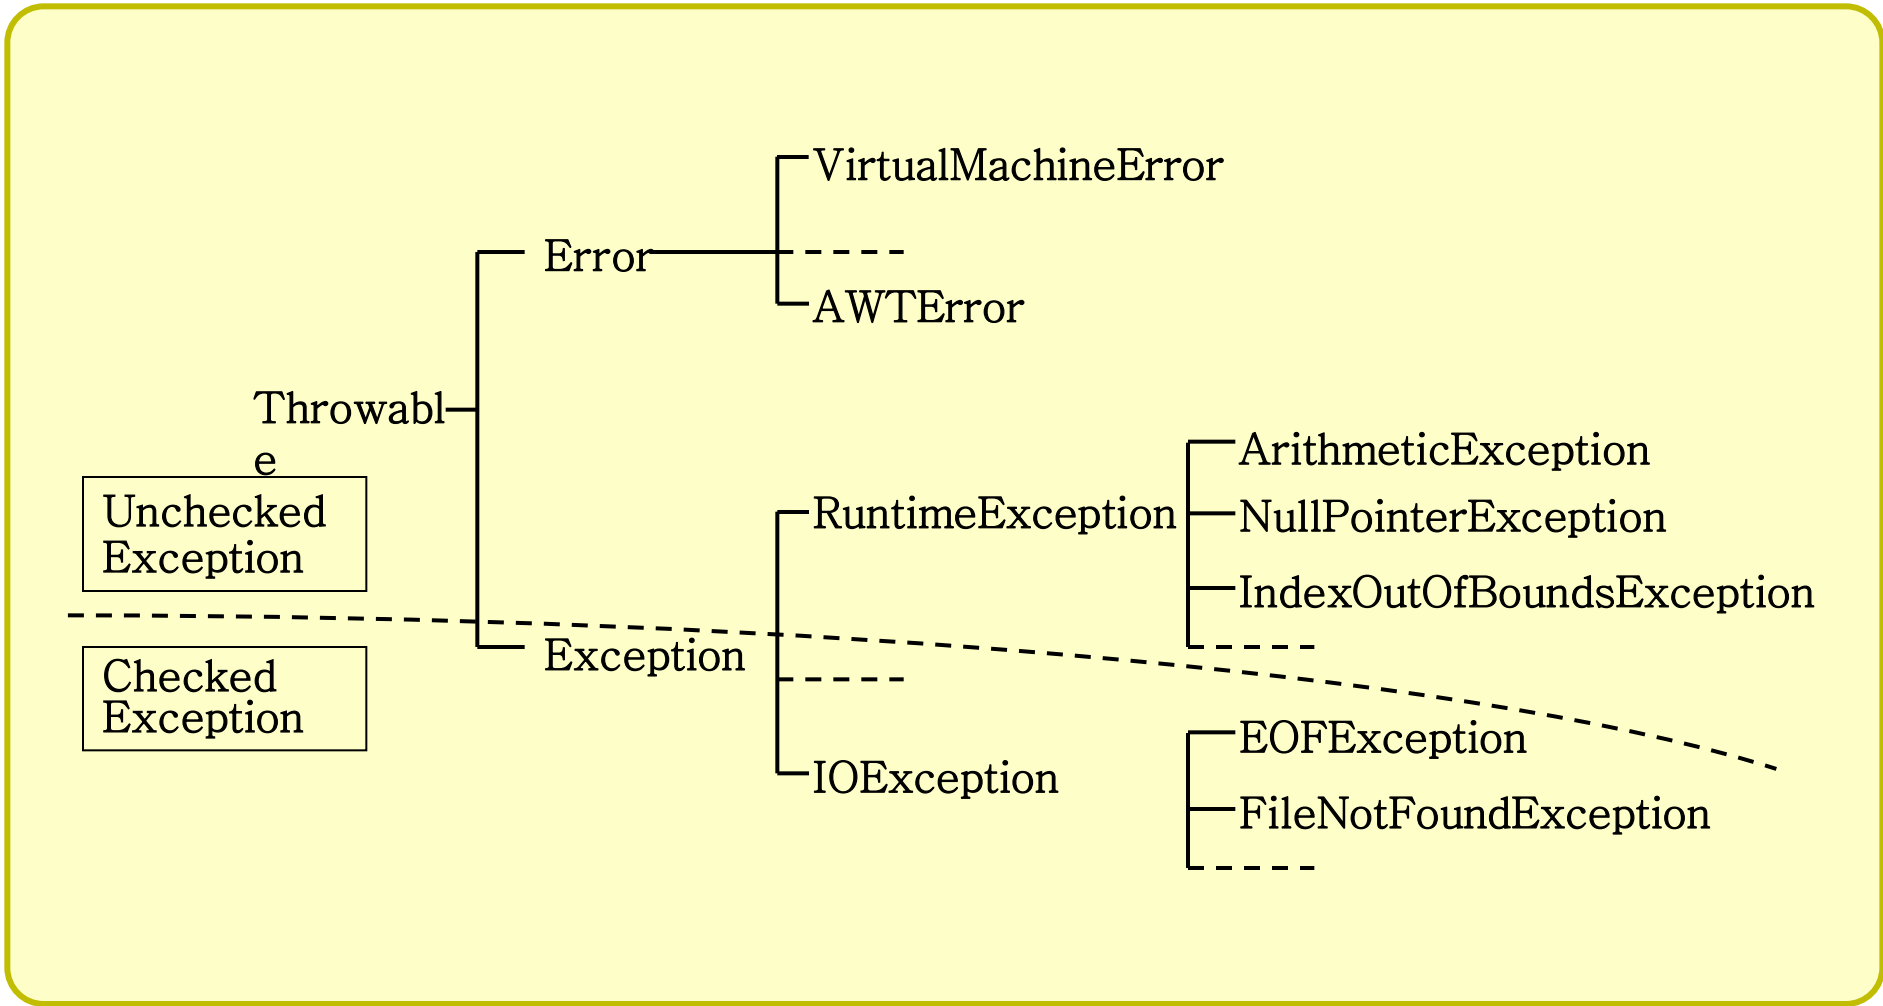 VirtualMachineError
Error
AWTError
Throwabl
e
Unchecked
Exception
ArithmeticException
RuntimeException
NullPointerException
IndexOutOfBoundsException
Exception
Checked
Exception
EOFException
IOException
FileNotFoundException